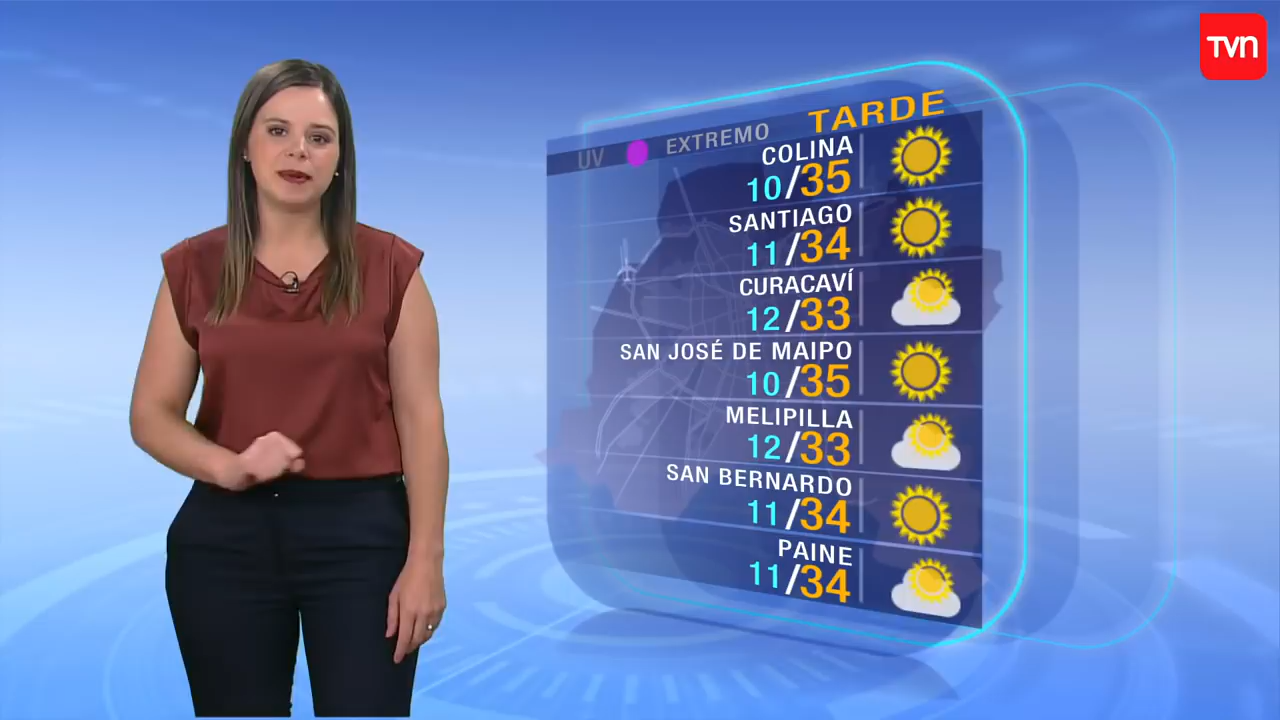 TVN
TARDE
UV EXTREMO
COLINA
10/35
SANTIAGO
11/34
CURACAVÍ
12/33
SAN JOSÉ DE MAIPO
10/35
MELIPILLA
12/33
SAN BERNARDO
11/34
PAINE
11/34